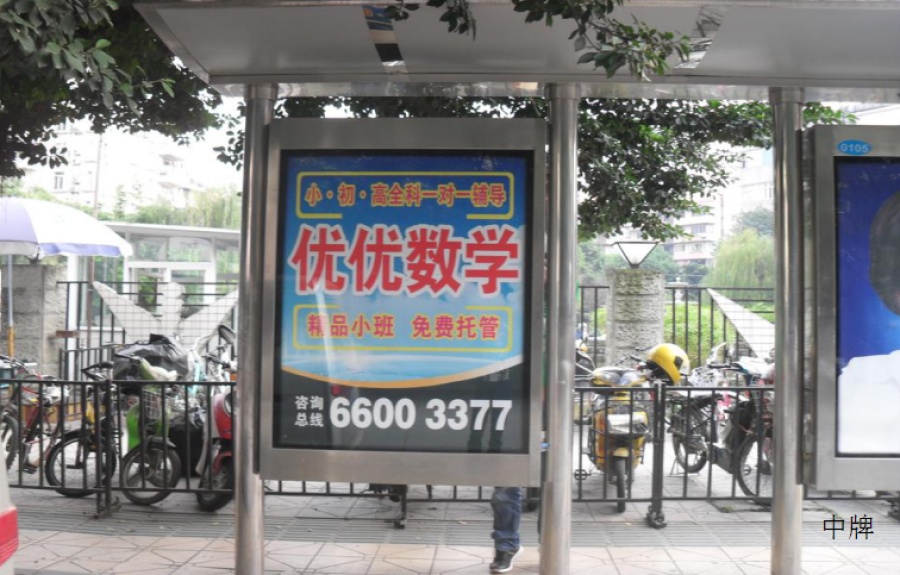 小·初·高全科一对一辅导
优优数学
精品小班 免费托管
咨询总线 6600 3377
0105
中牌